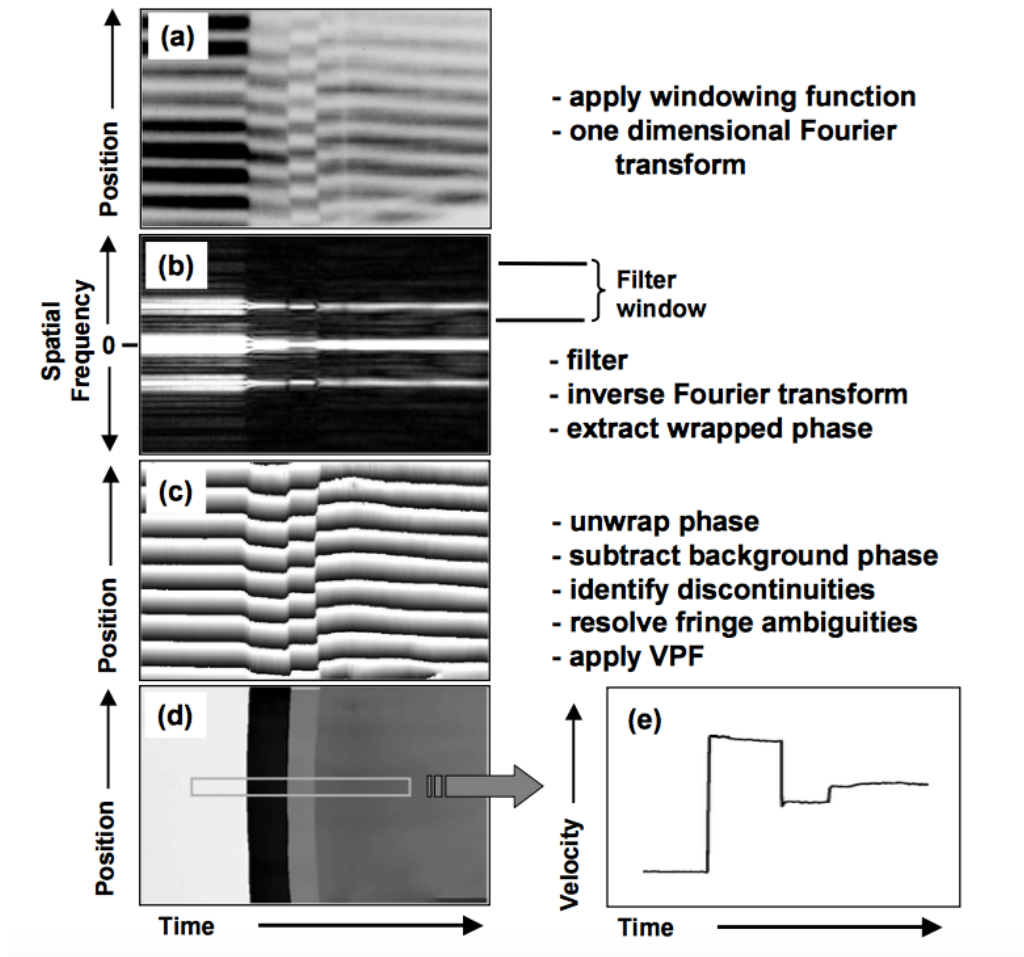 (a)
Position
- apply windowing function
- one dimensional Fourier
transform
(b)
Spatial
Frequency
0
Filter
window
- filter
- inverse Fourier transform
- extract wrapped phase
(c)
Position
- unwrap phase
- subtract background phase
- identify discontinuities
- resolve fringe ambiguities
- apply VPF
(d)
Position
Time
(e)
Velocity
Time